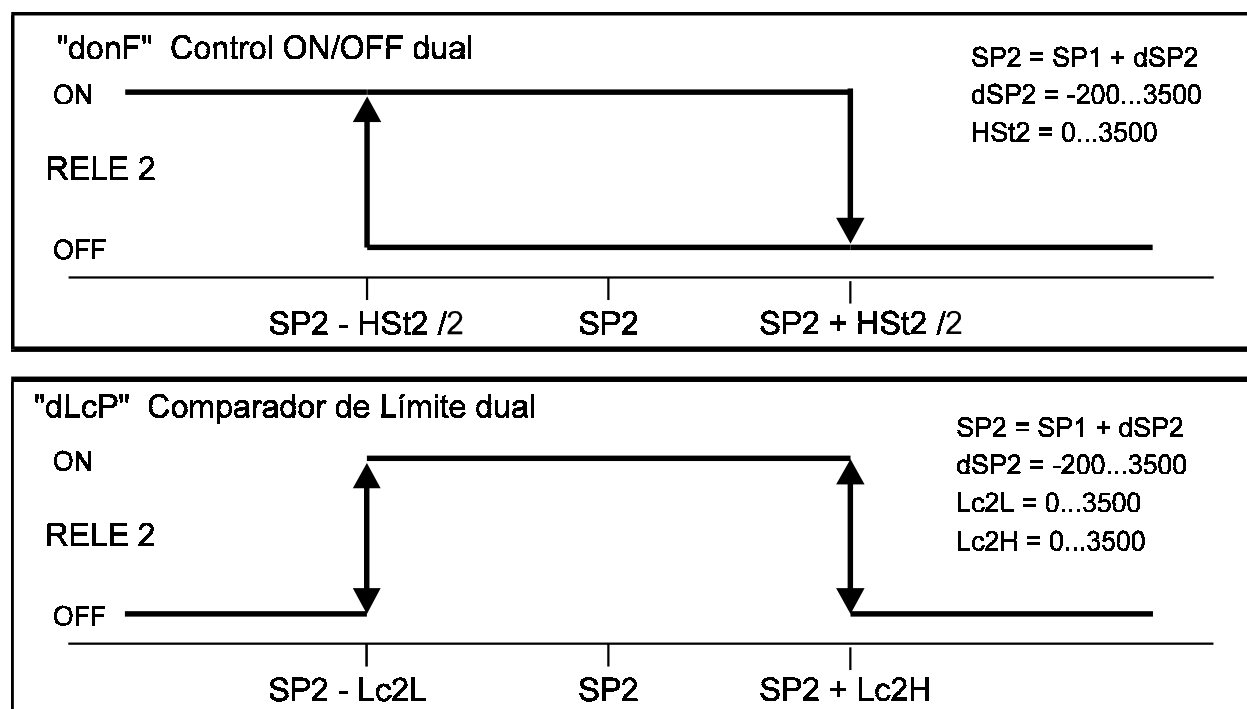 "donF" Control ON/OFF dual
SP2 = SP1 + dSP2
dSP2 = -200...3500
HSt2 = 0...3500
ON
RELE 2
OFF
SP2 - HSt2 /2
SP2
SP2 + HSt2 /2
"dLcP" Comparador de Límite dual
SP2 = SP1 + dSP2
dSP2 = -200...3500
Lc2L = 0...3500
Lc2H = 0...3500
ON
RELE 2
OFF
SP2 - Lc2L
SP2
SP2 + Lc2H